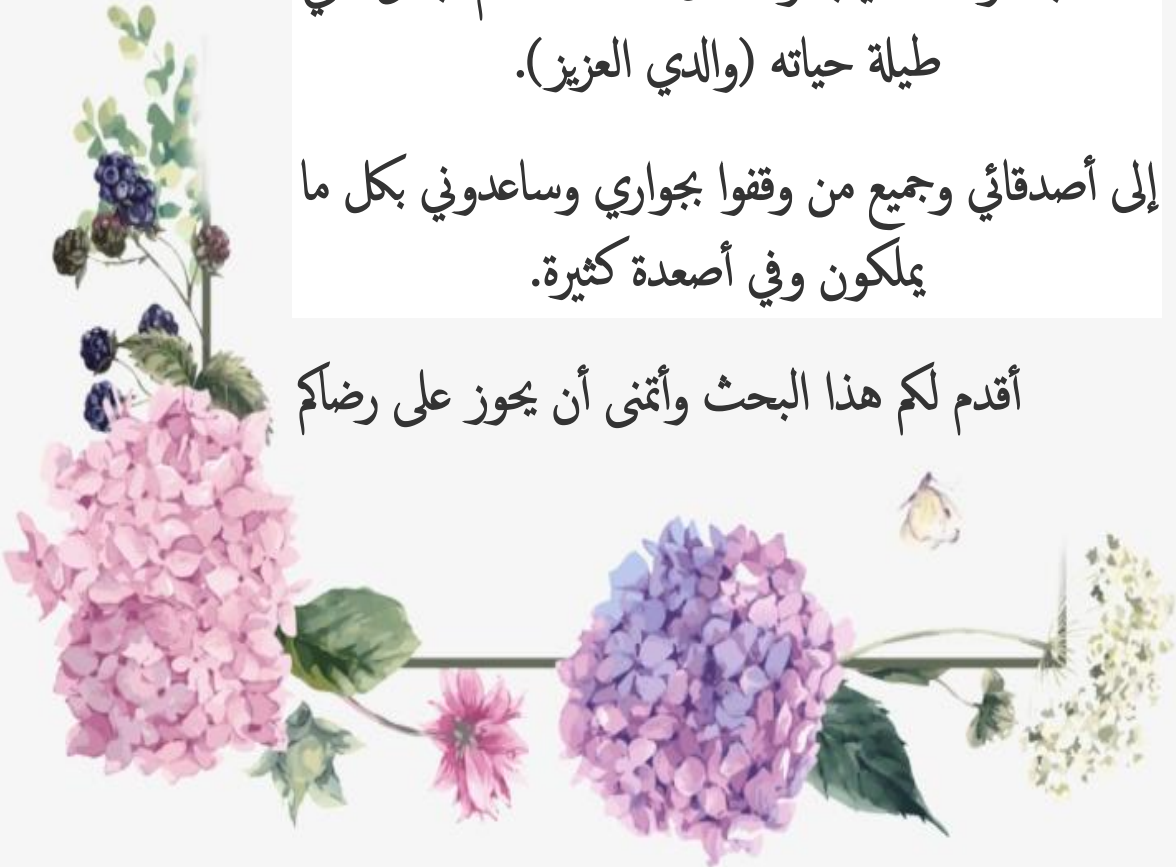 طيلة حياته (والدي العزيز).
إلى أصدقائي وجميع من وقفوا بجواري وساعدوني بكل ما
يملكون وفي أصعدة كثيرة.
أقدم لكم هذا البحث وأتمنى أن يحوز على رضاكم